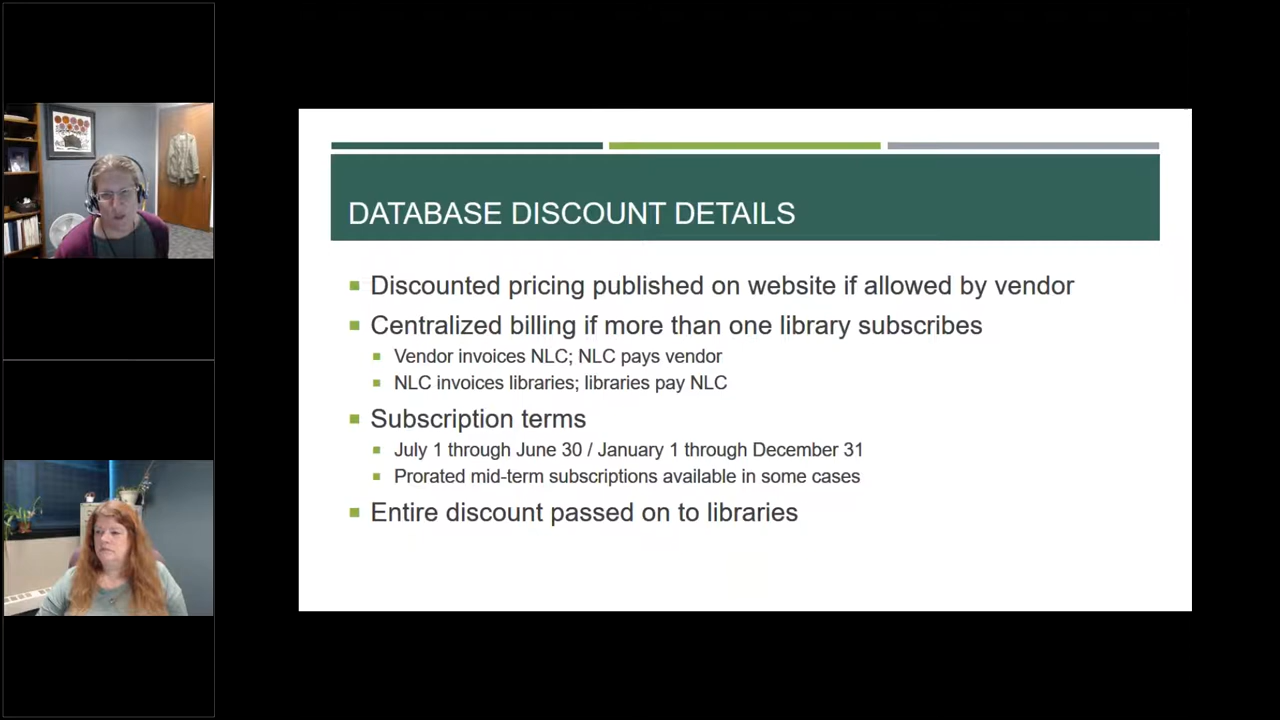 DATABASE DISCOUNT DETAILS
Discounted pricing published on website if allowed by vendor
Centralized billing if more than one library subscribes
Vendor invoices NLC; NLC pays vendor
NLC invoices libraries; libraries pay NLC
Subscription terms
July 1 through June 30 / January 1 through December 31
Prorated mid-term subscriptions available in some cases
Entire discount passed on to libraries